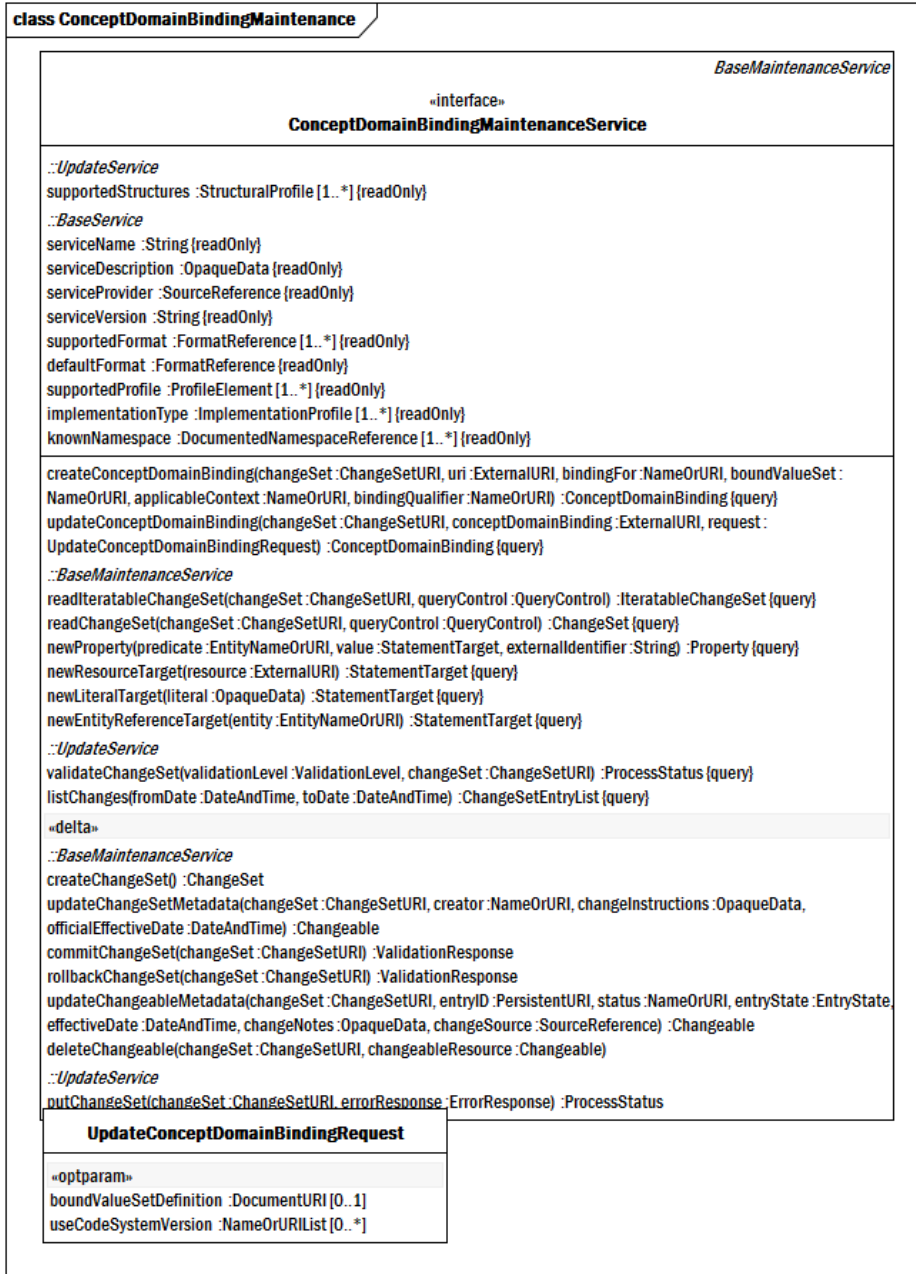 class ConceptDomainBindingMaintenance
BaseMaintenanceService
«interface»
ConceptDomainBindingMaintenanceService
::UpdateService
supportedStructures :StructuralProfile [1..*] {readOnly}
::BaseService
serviceName :String {readOnly}
serviceDescription :OpaqueData {readOnly}
serviceProvider :SourceReference {readOnly}
serviceVersion :String {readOnly}
supportedFormat :FormatReference [1..*] {readOnly}
defaultFormat :FormatReference {readOnly}
supportedProfile :ProfileElement [1..*] {readOnly}
implementationType :ImplementationProfile [1..*] {readOnly}
knownNamespace :DocumentedNamespaceReference [1..*] {readOnly}
createConceptDomainBinding(changeSet :ChangeSetURI, uri :ExternalURI, bindingFor :NameOrURI, boundValueSet :
NameOrURI, applicableContext :NameOrURI, bindingQualifier :NameOrURI) :ConceptDomainBinding {query}
updateConceptDomainBinding(changeSet :ChangeSetURI, conceptDomainBinding :ExternalURI, request :
UpdateConceptDomainBindingRequest) :ConceptDomainBinding {query}
::BaseMaintenanceService
readIteratableChangeSet(changeSet :ChangeSetURI, queryControl :QueryControl) :IteratableChangeSet {query}
readChangeSet(changeSet :ChangeSetURI, queryControl :QueryControl) :ChangeSet {query}
newProperty(predicate :EntityNameOrURI, value :StatementTarget, externalIdentifier :String) :Property {query}
newResourceTarget(resource :ExternalURI) :StatementTarget {query}
newLiteralTarget(literal :OpaqueData) :StatementTarget {query}
newEntityReferenceTarget(entity :EntityNameOrURI) :StatementTarget {query}
::UpdateService
validateChangeSet(validationLevel :ValidationLevel, changeSet :ChangeSetURI) :ProcessStatus {query}
listChanges(fromDate :DateAndTime, toDate :DateAndTime) :ChangeSetEntryList {query}
«delta»
::BaseMaintenanceService
createChangeSet() :ChangeSet
updateChangeSetMetadata(changeSet :ChangeSetURI, creator :NameOrURI, changeInstructions :OpaqueData,
officialEffectiveDate :DateAndTime) :Changeable
commitChangeSet(changeSet :ChangeSetURI) :ValidationResponse
rollbackChangeSet(changeSet :ChangeSetURI) :ValidationResponse
updateChangeableMetadata(changeSet :ChangeSetURI, entryID :PersistentURI, status :NameOrURI, entryState :EntryState,
effectiveDate :DateAndTime, changeNotes :OpaqueData, changeSource :SourceReference) :Changeable
deleteChangeable(changeSet :ChangeSetURI, changeableResource :Changeable)
::UpdateService
putChangeSet(changeSet :ChangeSetURI, errorResponse :ErrorResponse) :ProcessStatus
UpdateConceptDomainBindingRequest
«optparam»
boundValueSetDefinition :DocumentURI [0..1]
useCodeSystemVersion :NameOrURIList [0..*]